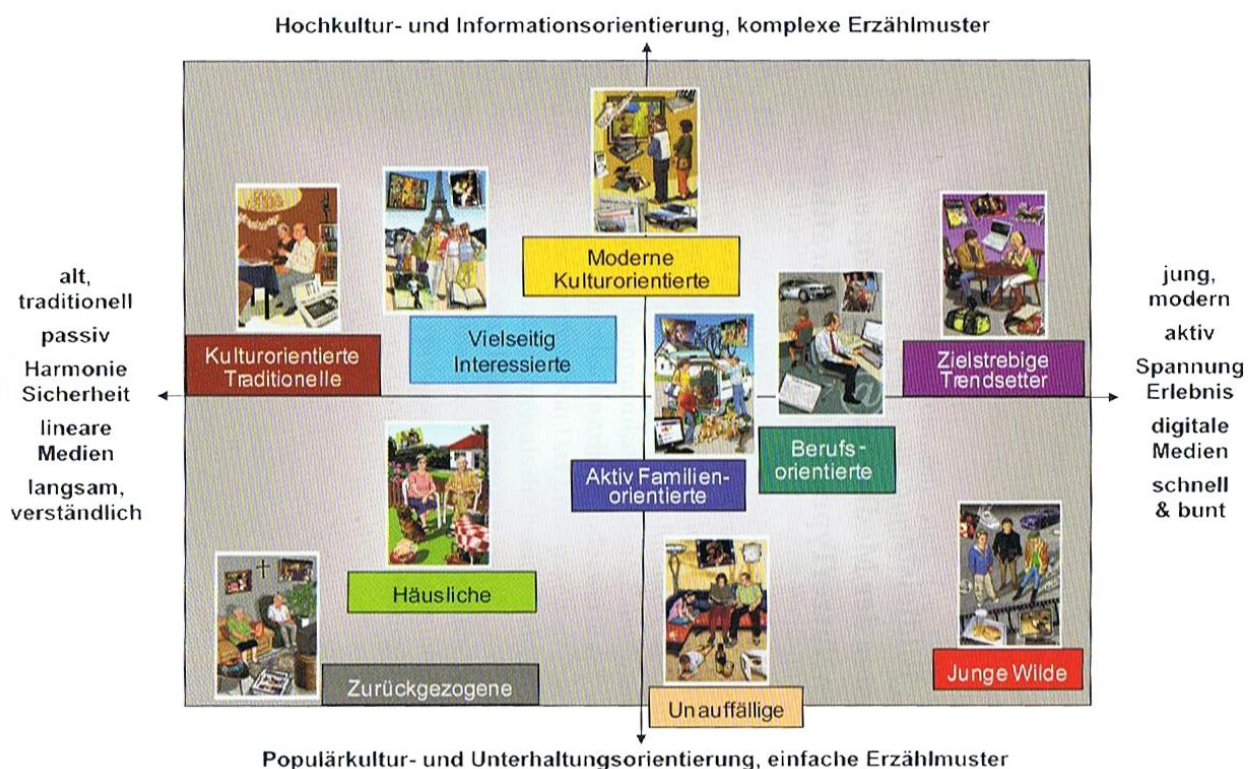 Hochkultur- und Informationsorientierung, komplexe Erzählmuster
alt,
traditionell
passiv
Harmonie
Sicherheit
lineare
Medien
langsam,
verständlich
Moderne
Kulturorientierte
Kulturorientierte
Traditionelle
Vielseitig
Interessierte
Zielstrebige
Trendsetter
Berufs-
orientierte
Aktiv Familien-
orientierte
Häusliche
Zurückgezogene
Unauffällige
Junge Wilde
jung,
modern
aktiv
Spannung
Erlebnis
digitale
Medien
schnell
& bunt
Populärkultur- und Unterhaltungsorientierung, einfache Erzählmuster